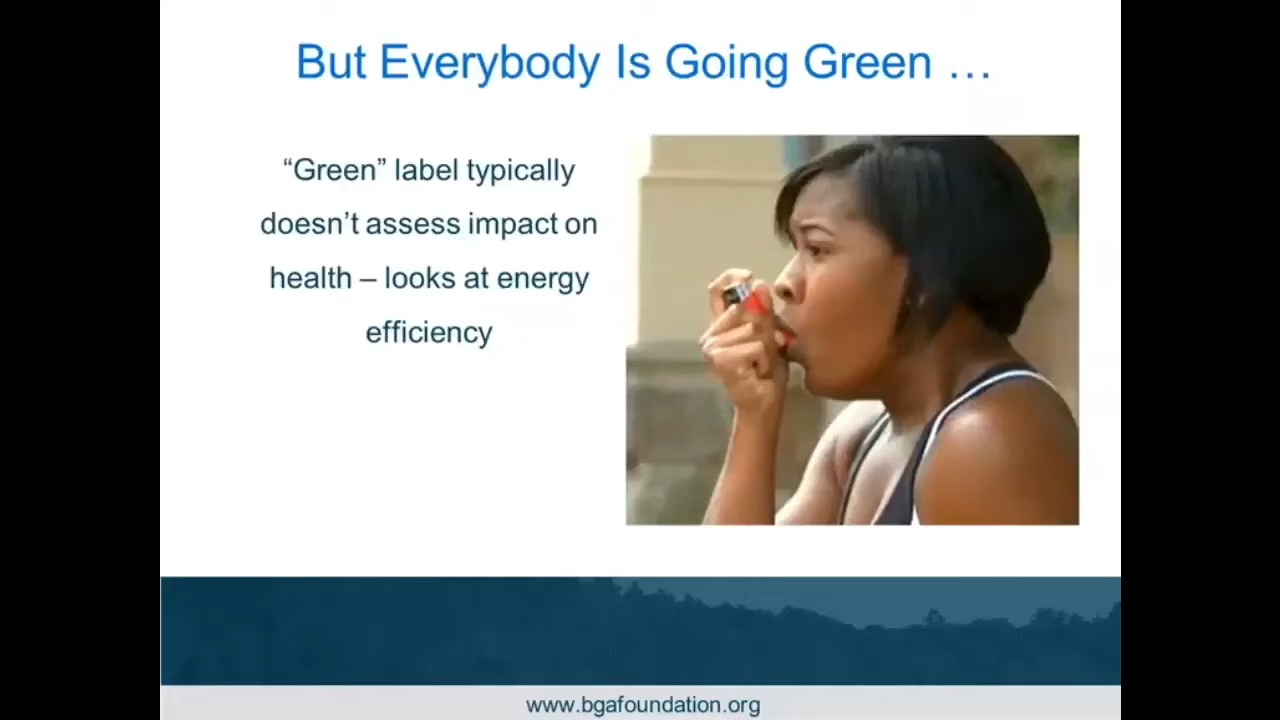 But Everybody Is Going Green …
“Green” label typically
doesn’t assess impact on
health – looks at energy
efficiency
www.bgafoundation.org